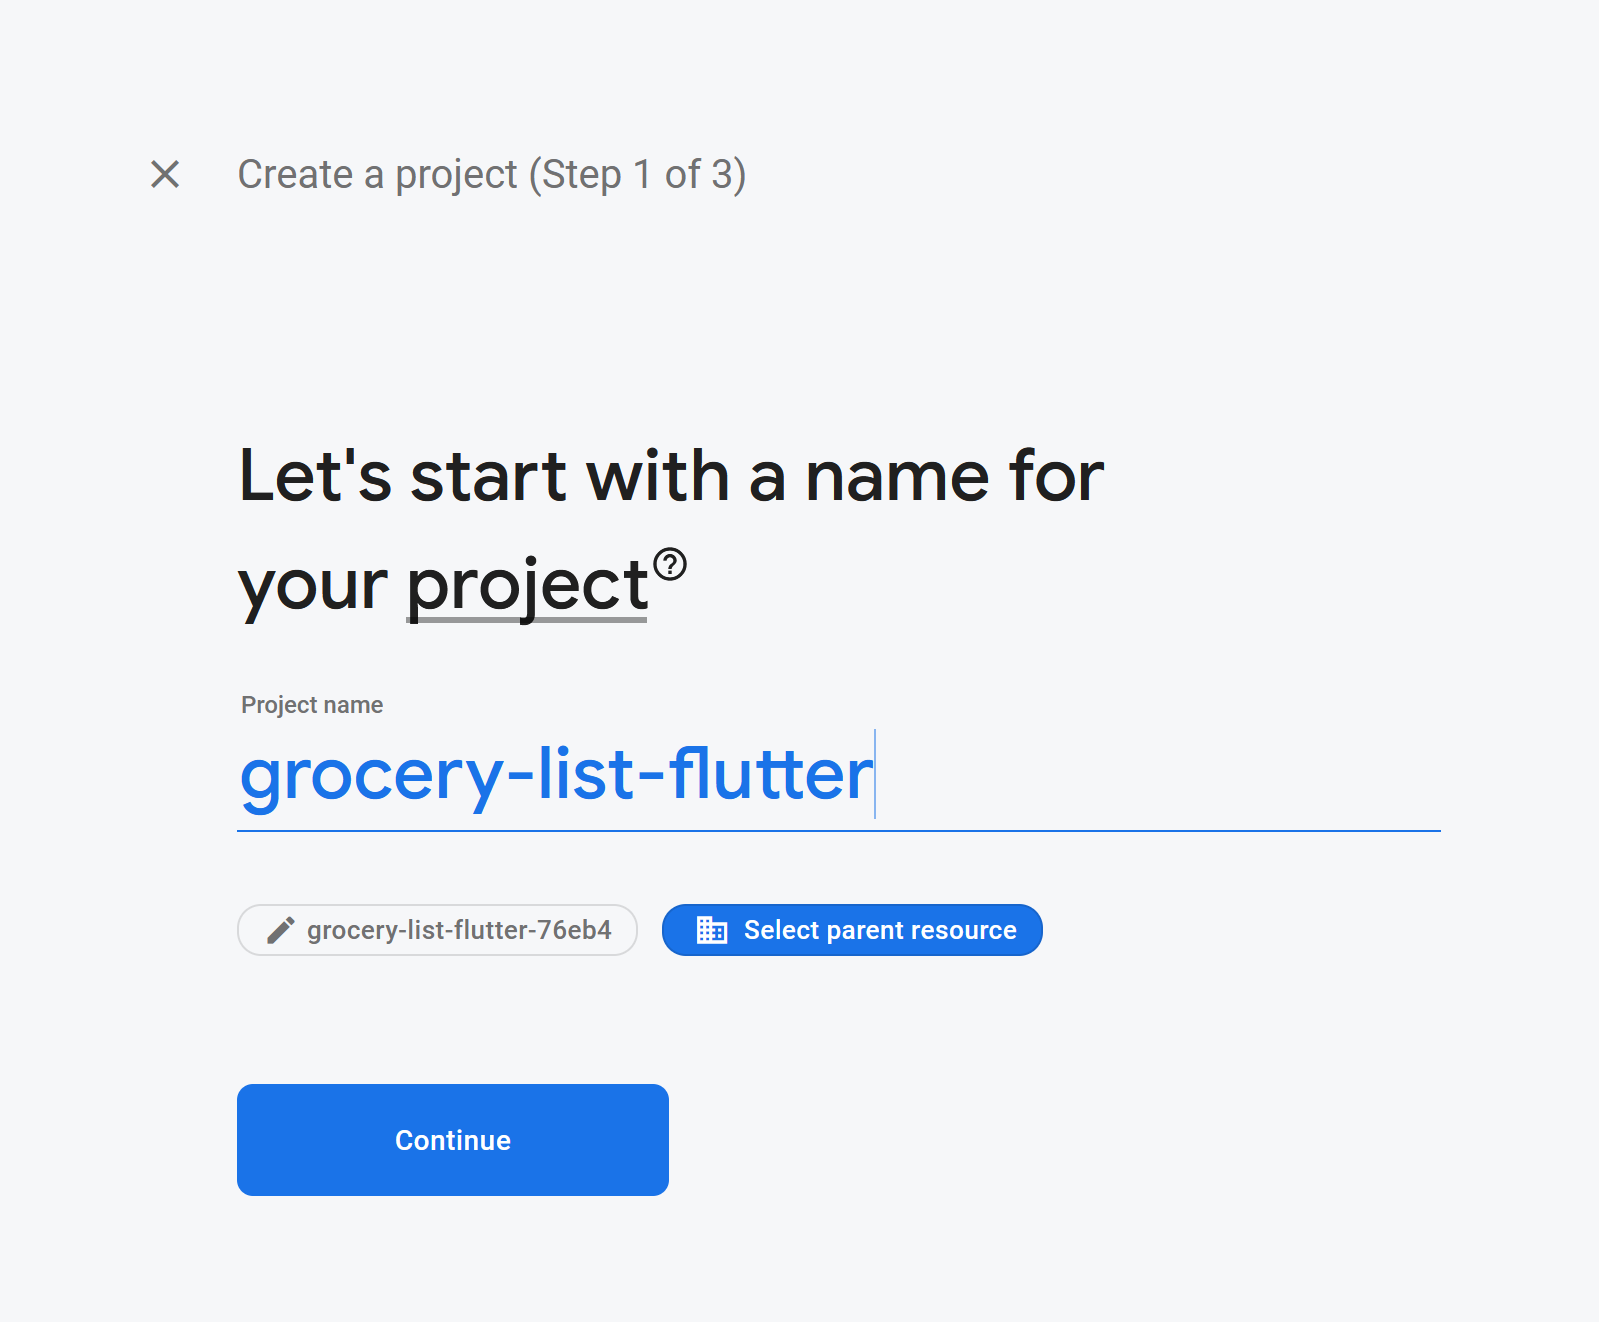 Create a project (Step 1 of 3)
Let's start with a name for
your project
Project name
grocery-list-flutter
grocery-list-flutter-76eb4
Select parent resource
Continue